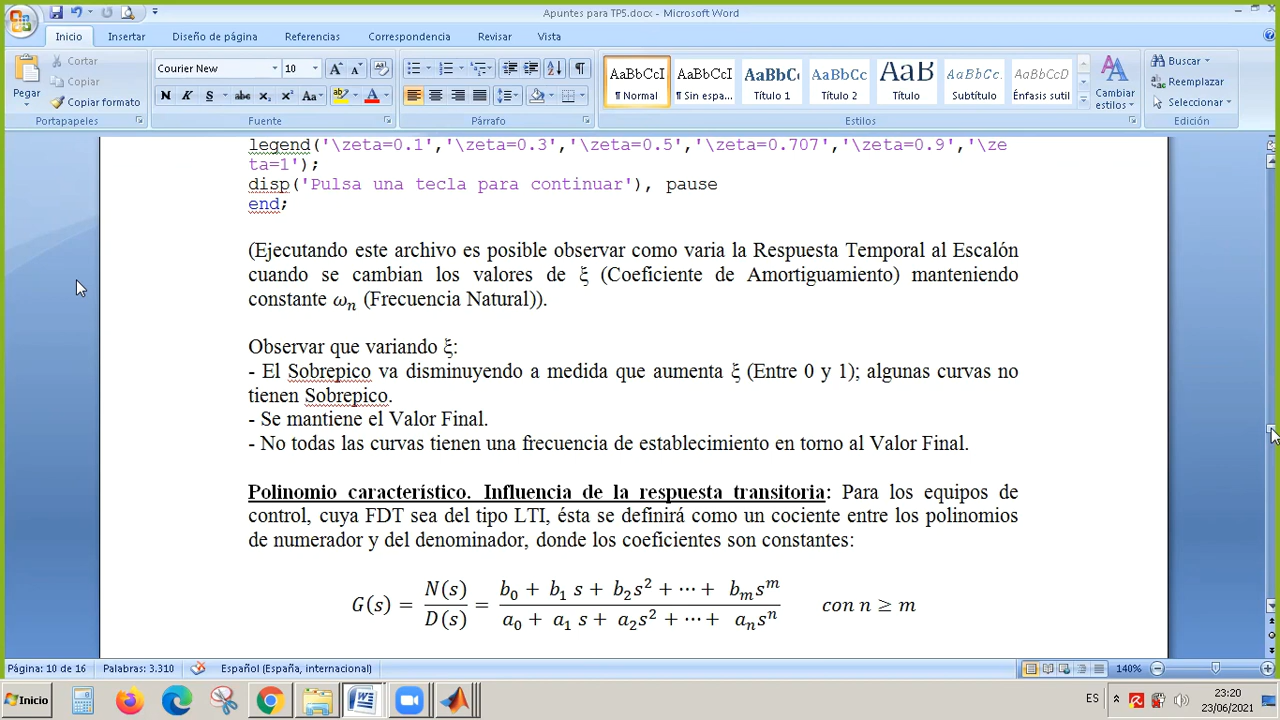 Apuntes para TP5.docx - Microsoft Word
Inicio Insertar Diseño de página Referencias Correspondencia Revisar Vista
Pegar
Cortar
Copiar
Copiar formato
Portapapeles
Courier New 10
N K S abc x₂ x² Aa
Fuente
Párrafo
AaBbCcI AaBbCcI AaBbC AaBbCc AaB AaBbCc. AaBbCcI
¶ Normal ¶ Sin espa... Título 1 Título 2 Título Subtítulo Énfasis sutil
Estilos
Cambiar
estilos
Buscar
Reemplazar
Seleccionar
Edición
legend('\zeta=0.1','\zeta=0.3','\zeta=0.5','\zeta=0.707','\zeta=0.9','\ze
ta=1');
disp('Pulsa una tecla para continuar'), pause
end;
(Ejecutando este archivo es posible observar como varia la Respuesta Temporal al Escalón
cuando se cambian los valores de ξ (Coeficiente de Amortiguamiento) manteniendo
constante ωₙ (Frecuencia Natural)).
Observar que variando ξ:
- El Sobrepico va disminuyendo a medida que aumenta ξ (Entre 0 y 1); algunas curvas no
tienen Sobrepico.
- Se mantiene el Valor Final.
- No todas las curvas tienen una frecuencia de establecimiento en torno al Valor Final.
Polinomio característico. Influencia de la respuesta transitoria: Para los equipos de
control, cuya FDT sea del tipo LTI, ésta se definirá como un cociente entre los polinomios
de numerador y del denominador, donde los coeficientes son constantes:
G(s) = N(s)/D(s) = (b₀ + b₁ s + b₂s² + ⋯ + bₘsᵐ)/(a₀ + a₁ s + a₂s² + ⋯ + aₙsⁿ) con n ≥ m
Página: 10 de 16 Palabras: 3.310 Español (España, internacional) 140%
Inicio
ES
23:20
23/06/2021